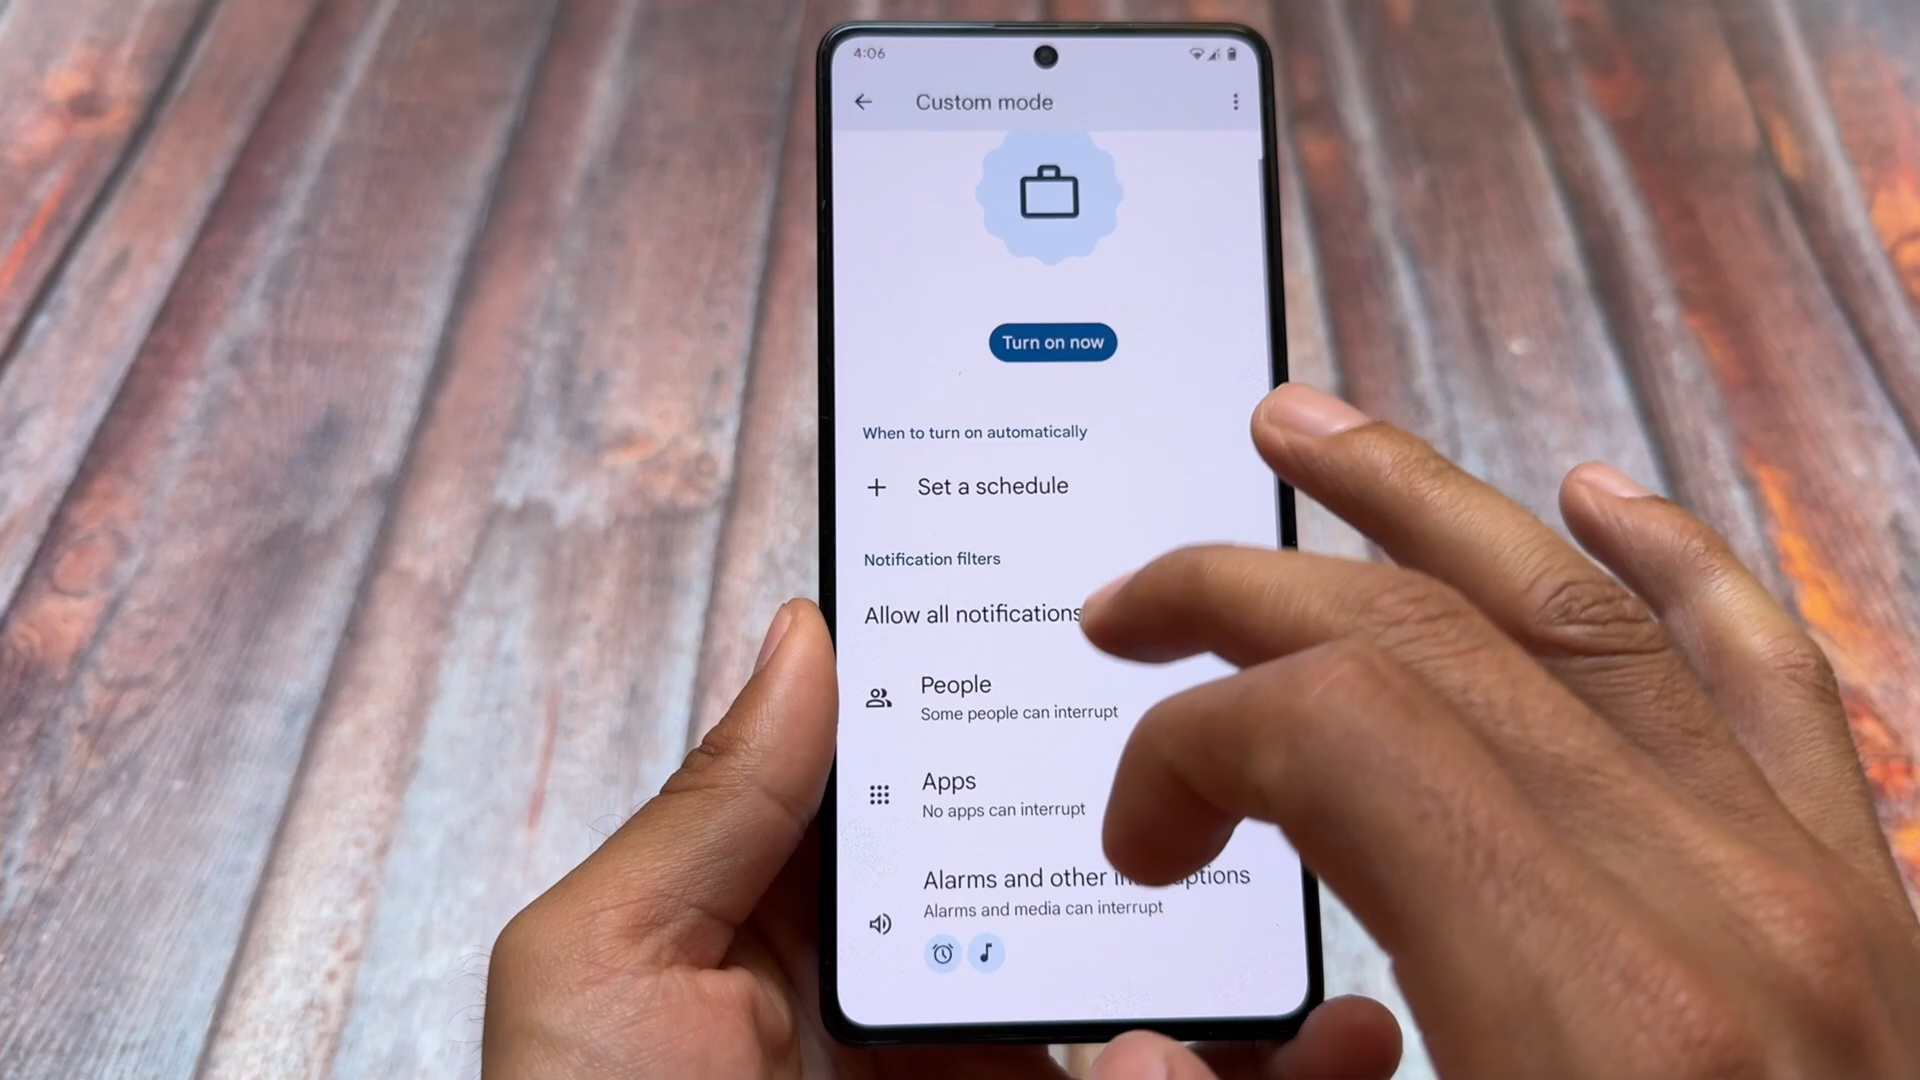 4:06
Custom mode
Turn on now
When to turn on automatically
Set a schedule
Notification filters
Allow all notifications
People
Some people can interrupt
Apps
No apps can interrupt
Alarms and other
Alarms and media can interrupt